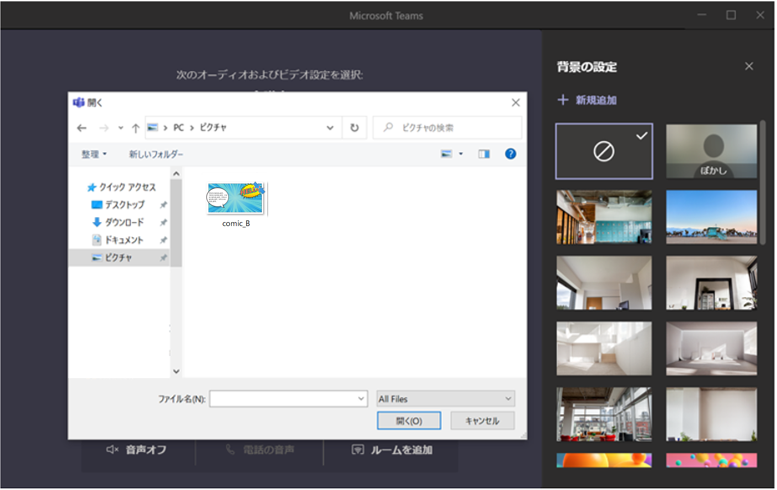 Microsoft Teams
次のオーディオおよびビデオ設定を選択:
背景の設定
新規追加
ぼかし
開く
PC
ピクチャ
ピクチャの検索
整理
新しいフォルダー
クイック アクセス
デスクトップ
ダウンロード
ドキュメント
ピクチャ
comic_B
ファイル名(N):
All Files
開く(O)
キャンセル
音声オフ
電話の音声
ルームを追加